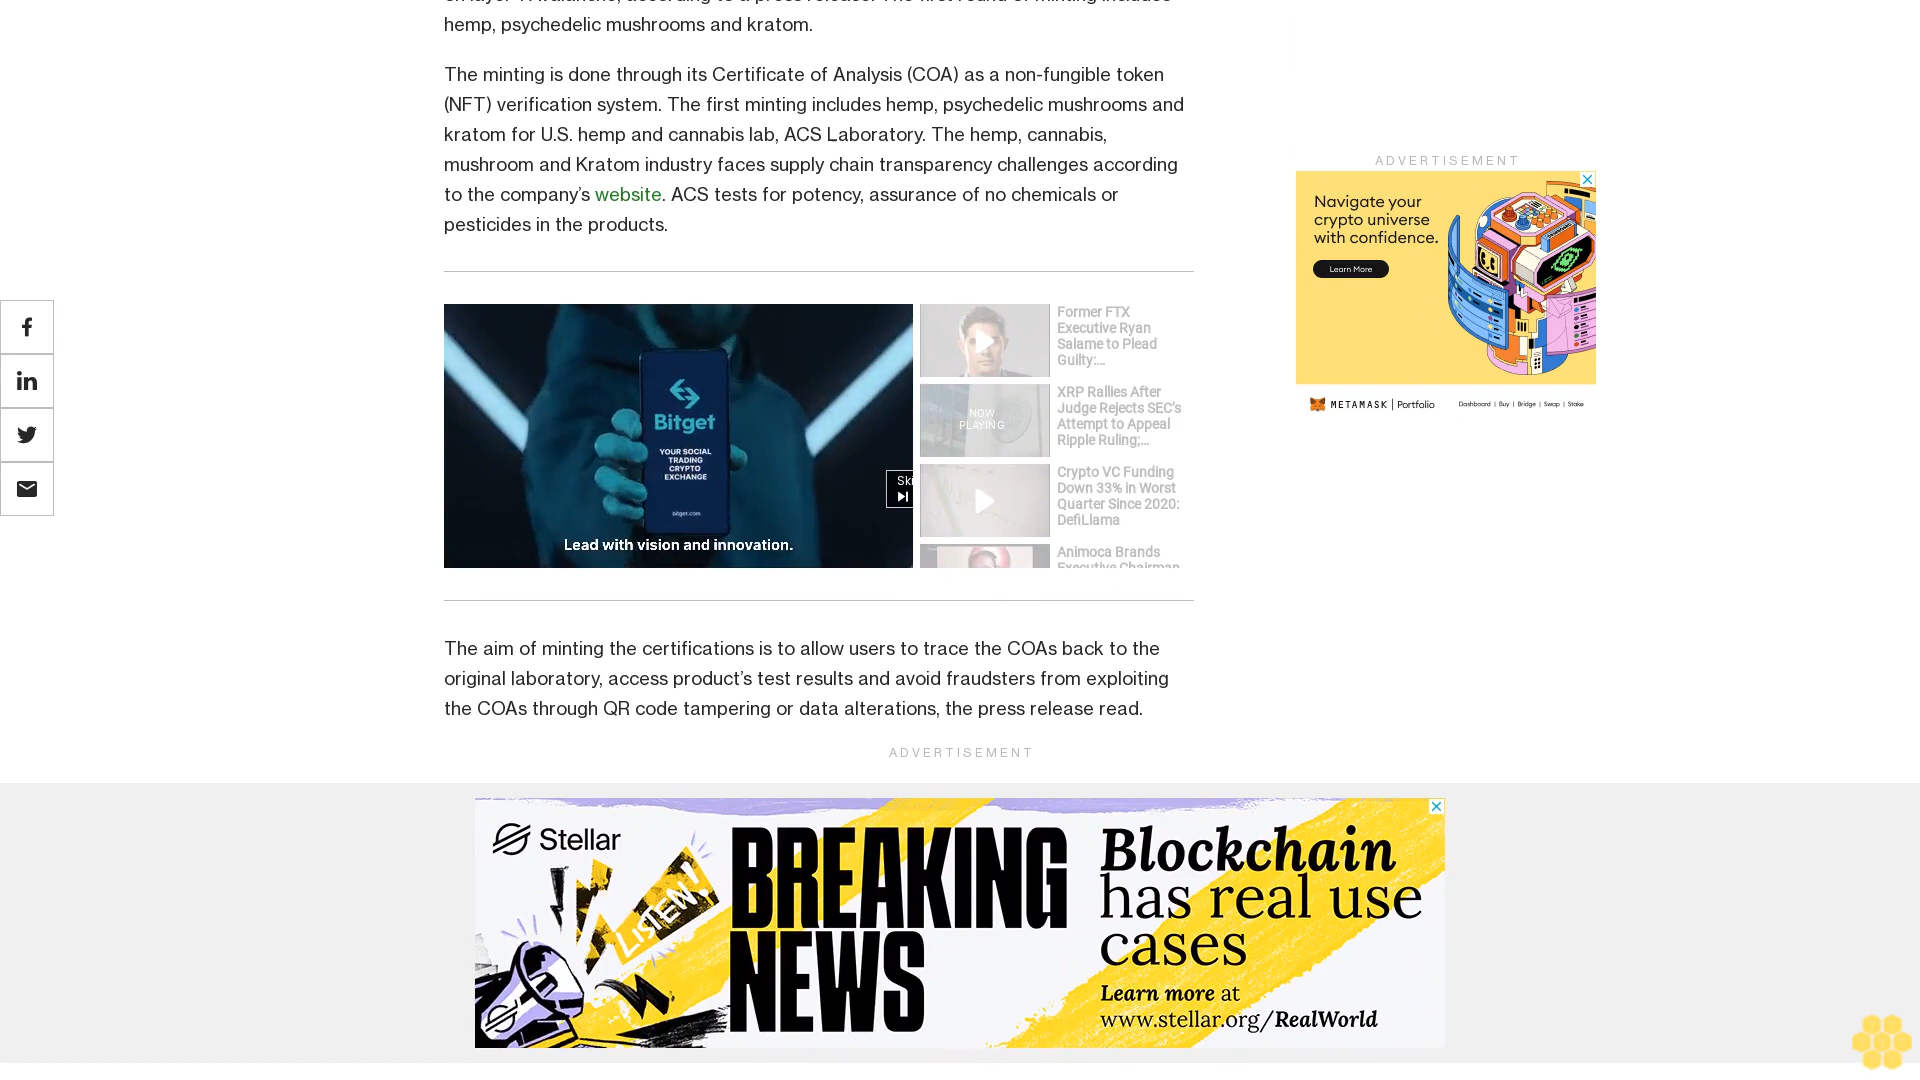 hemp, psychedelic mushrooms and kratom.
The minting is done through its Certificate of Analysis (COA) as a non-fungible token
(NFT) verification system. The first minting includes hemp, psychedelic mushrooms and
kratom for U.S. hemp and cannabis lab, ACS Laboratory. The hemp, cannabis,
mushroom and Kratom industry faces supply chain transparency challenges according
to the company’s website. ACS tests for potency, assurance of no chemicals or
pesticides in the products.
Bitget
YOUR SOCIAL
TRADING
CRYPTO
EXCHANGE
bitget.com
Lead with vision and innovation.
Ski
Former FTX
Executive Ryan
Salame to Plead
Guilty:...
NOW
PLAYING
XRP Rallies After
Judge Rejects SEC’s
Attempt to Appeal
Ripple Ruling;...
Crypto VC Funding
Down 33% in Worst
Quarter Since 2020:
DefiLlama
Animoca Brands
Executive Chairman
ADVERTISEMENT
Navigate your
crypto universe
with confidence.
Learn More
METAMASK | Portfolio
Dashboard | Buy | Bridge | Swap | Stake
The aim of minting the certifications is to allow users to trace the COAs back to the
original laboratory, access product’s test results and avoid fraudsters from exploiting
the COAs through QR code tampering or data alterations, the press release read.
ADVERTISEMENT
Stellar
LISTEN!
BREAKING
NEWS
Blockchain
has real use
cases
Learn more at
www.stellar.org/RealWorld